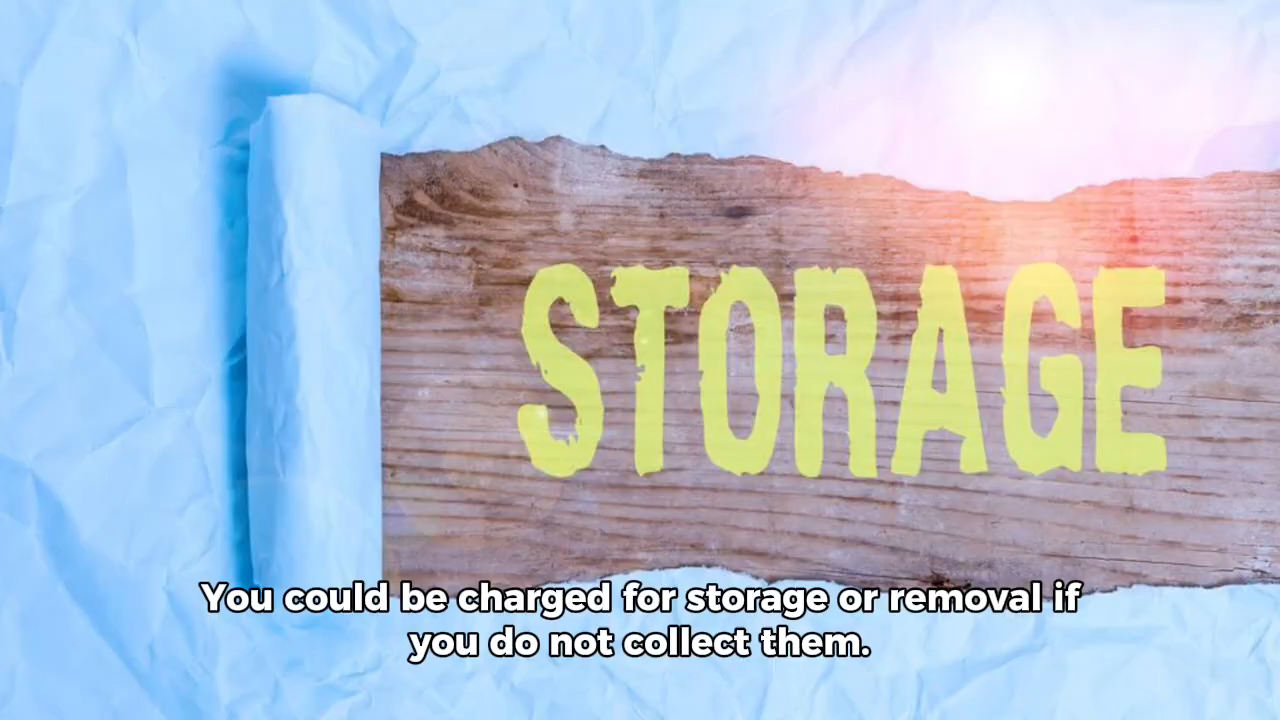 STORAGE
You could be charged for storage or removal if
you do not collect them.